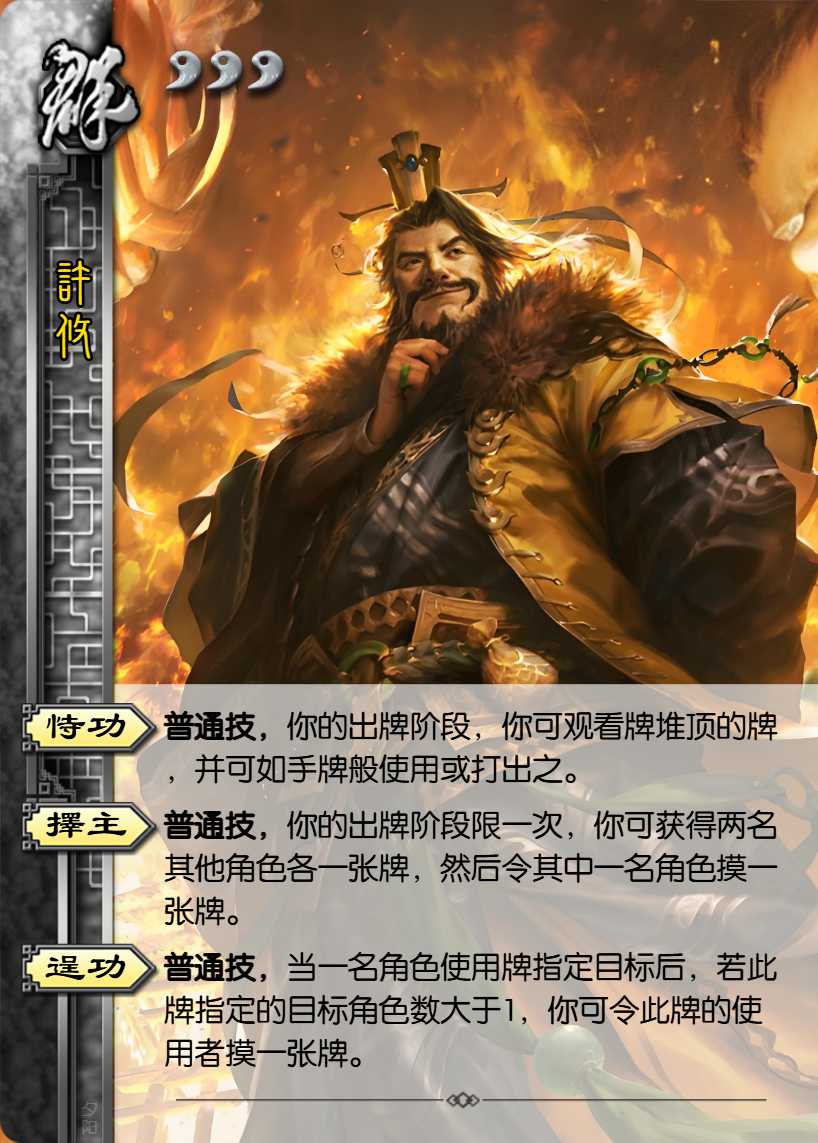 群
許攸
恃功
普通技，你的出牌阶段，你可观看牌堆顶的牌
，并可如手牌般使用或打出之。
擇主
普通技，你的出牌阶段限一次，你可获得两名
其他角色各一张牌，然后令其中一名角色摸一
张牌。
逞功
普通技，当一名角色使用牌指定目标后，若此
牌指定的目标角色数大于1，你可令此牌的使
用者摸一张牌。
夕阳